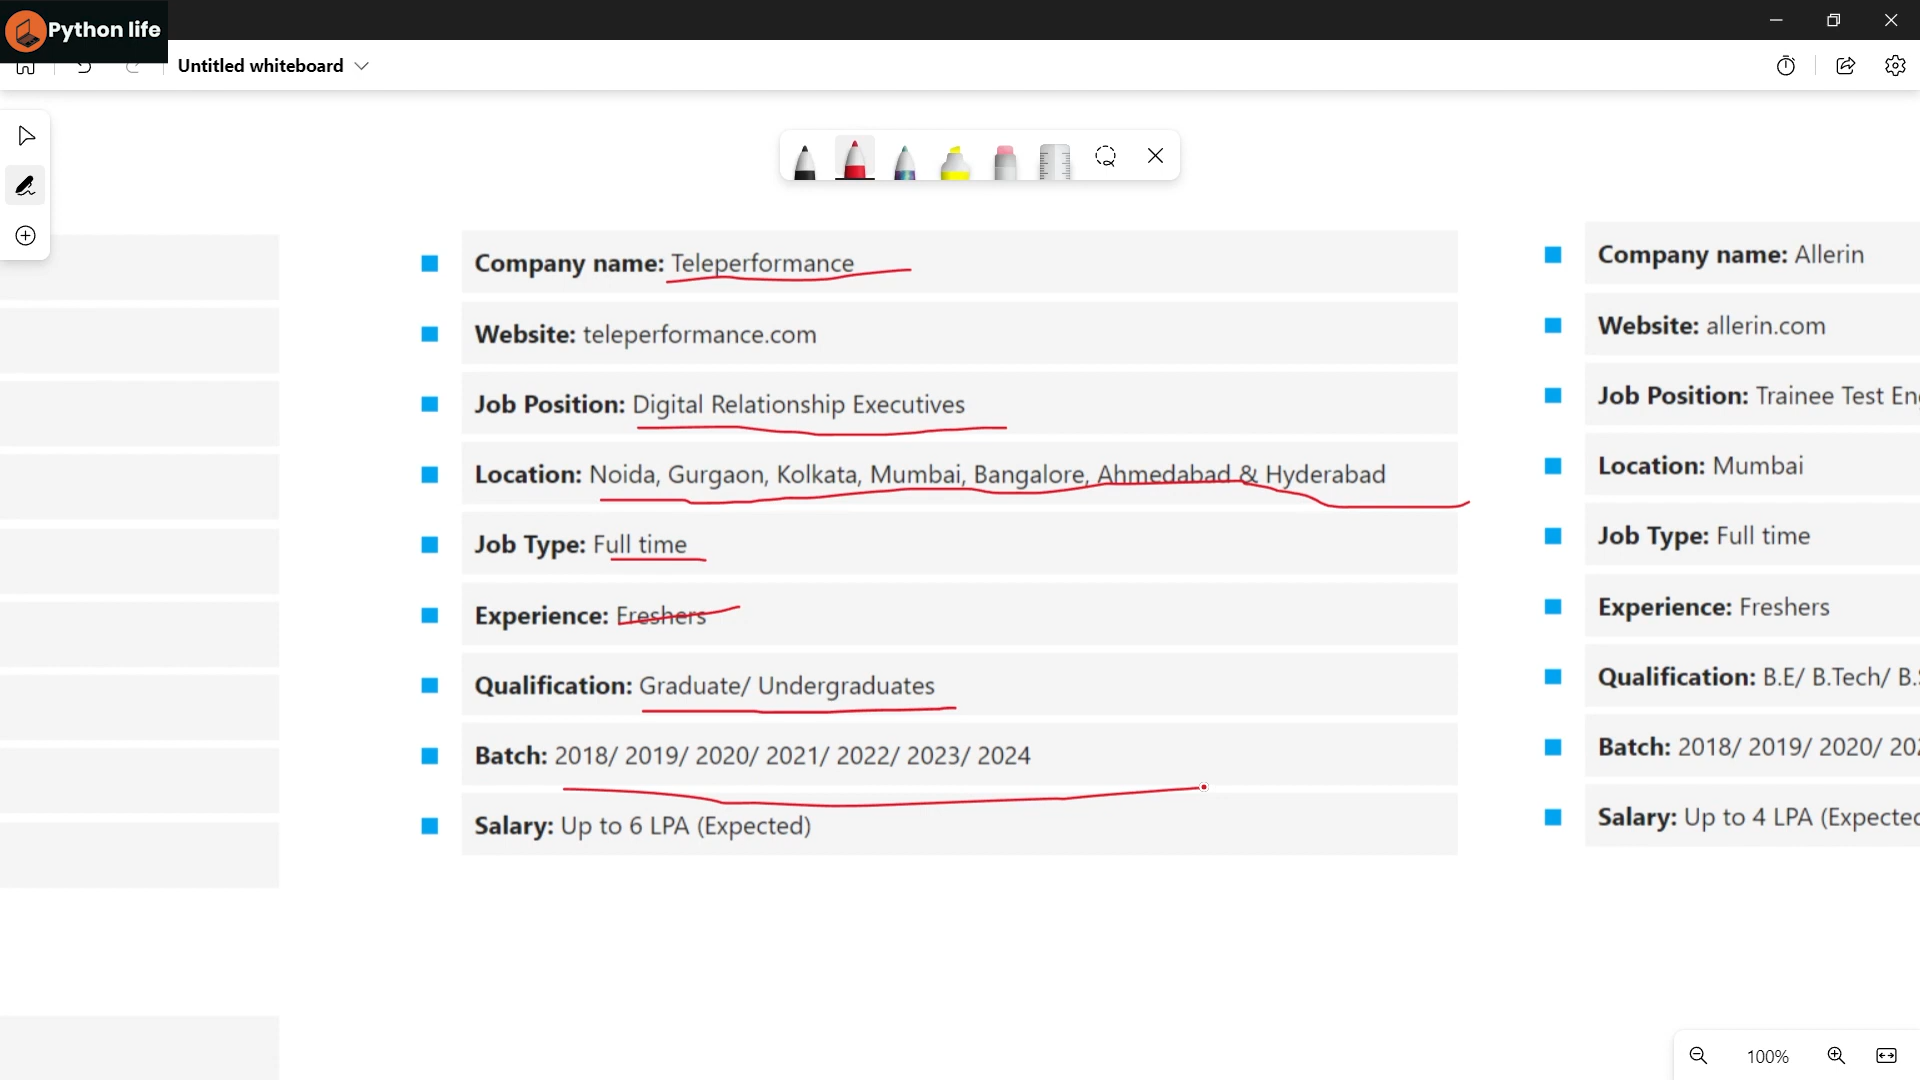 Python life
Untitled whiteboard
Company name: Teleperformance
Website: teleperformance.com
Job Position: Digital Relationship Executives
Location: Noida, Gurgaon, Kolkata, Mumbai, Bangalore, Ahmedabad & Hyderabad
Job Type: Full time
Experience: Freshers
Qualification: Graduate/ Undergraduates
Batch: 2018/ 2019/ 2020/ 2021/ 2022/ 2023/ 2024
Salary: Up to 6 LPA (Expected)
Company name: Allerin
Website: allerin.com
Job Position: Trainee Test
Location: Mumbai
Job Type: Full time
Experience: Freshers
Qualification: B.E/ B.Tech/
Batch: 2018/ 2019/ 2020/
Salary: Up to 4 LPA
100%